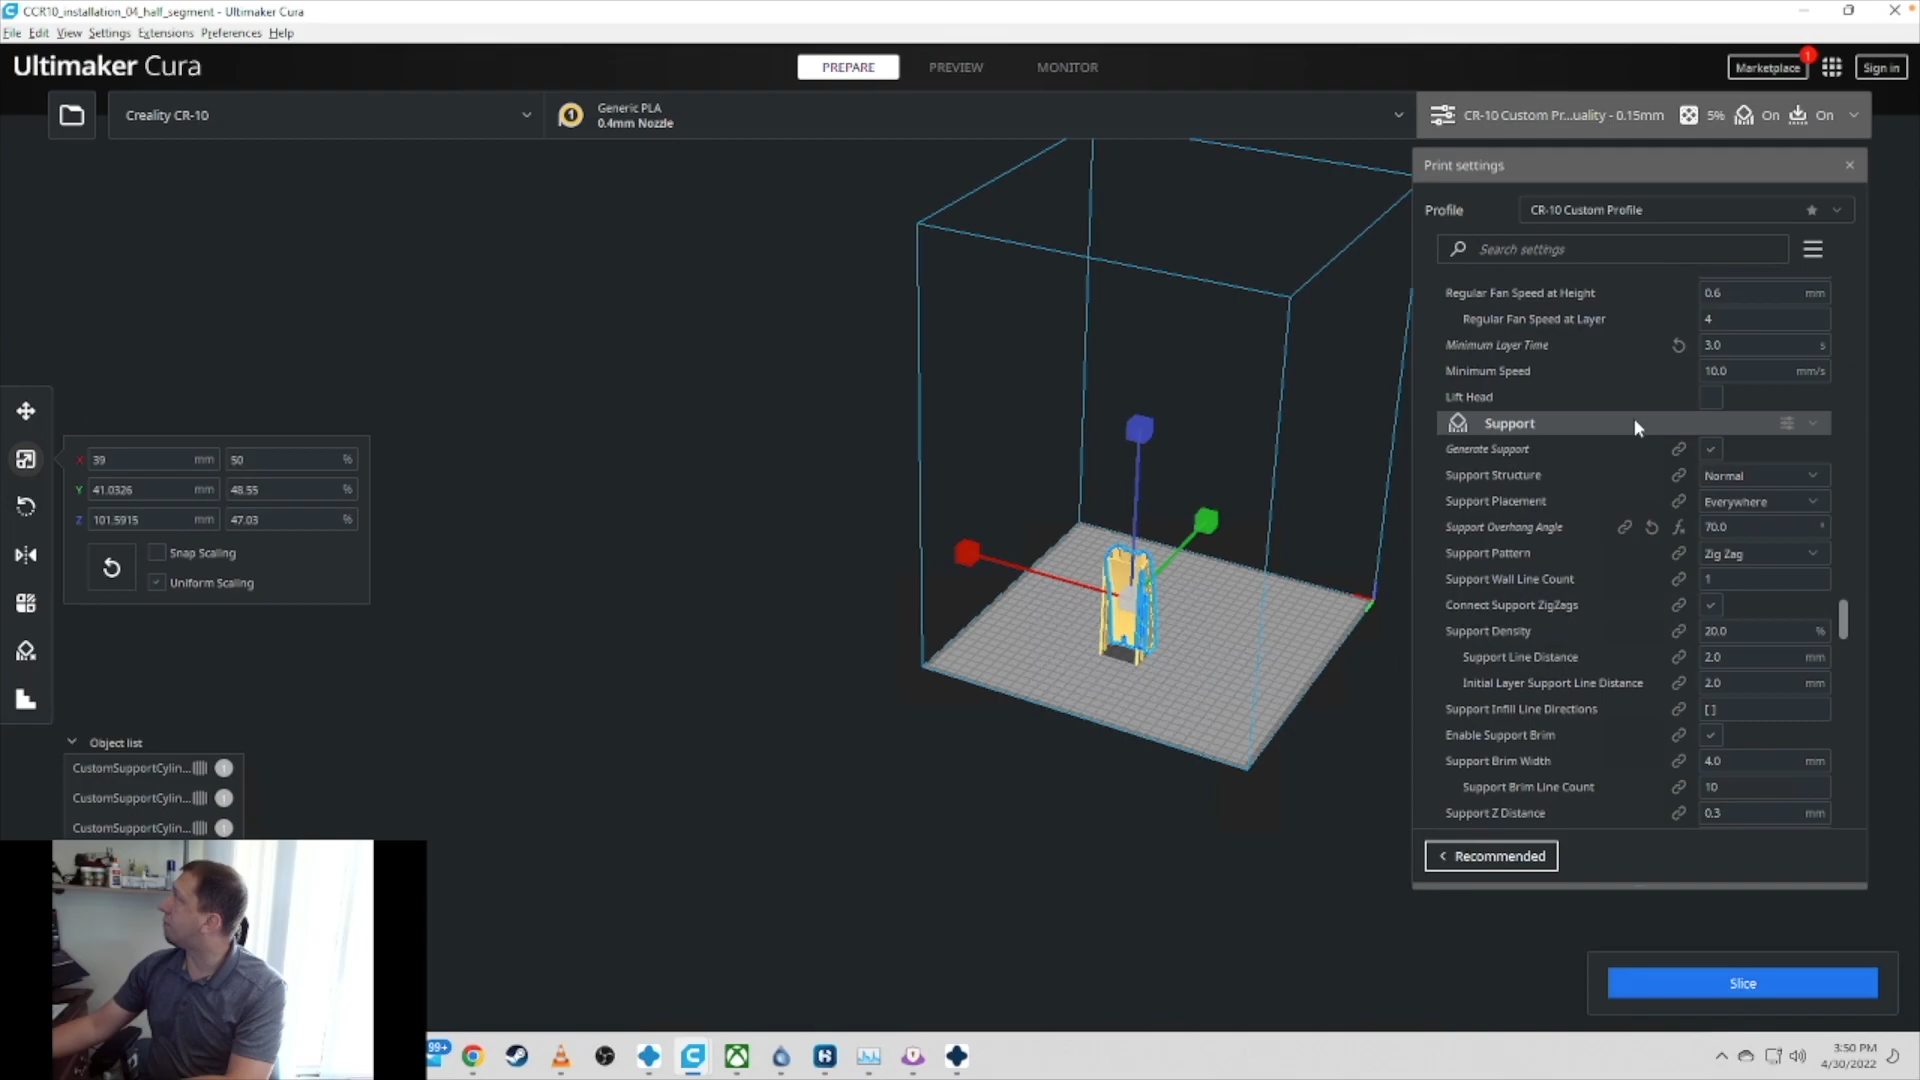 CCR10_installation_04_half_segment - Ultimaker Cura
File Edit View Settings Extensions Preferences Help
Ultimaker Cura
PREPARE
PREVIEW
MONITOR
Marketplace
1
Sign in
Creality CR-10
1
Generic PLA
0.4mm Nozzle
CR-10 Custom Pr...uality - 0.15mm
5%
On
On
Print settings
Profile
CR-10 Custom Profile
Search settings
Regular Fan Speed at Height 0.6 mm
Regular Fan Speed at Layer 4
Minimum Layer Time 3.0 s
Minimum Speed 10.0 mm/s
Lift Head
Support
Generate Support
Support Structure Normal
Support Placement Everywhere
Support Overhang Angle 70.0 °
Support Pattern Zig Zag
Support Wall Line Count 1
Connect Support ZigZags
Support Density 20.0 %
Support Line Distance 2.0 mm
Initial Layer Support Line Distance 2.0 mm
Support Infill Line Directions [ ]
Enable Support Brim
Support Brim Width 4.0 mm
Support Brim Line Count 10
Support Z Distance 0.3 mm
Recommended
Slice
X 39 mm 50 %
Y 41.0326 mm 48.55 %
Z 101.5915 mm 47.03 %
Snap Scaling
Uniform Scaling
Object list
CustomSupportCylin... 1
CustomSupportCylin... 1
CustomSupportCylin... 1
99+
3:50 PM
4/30/2022